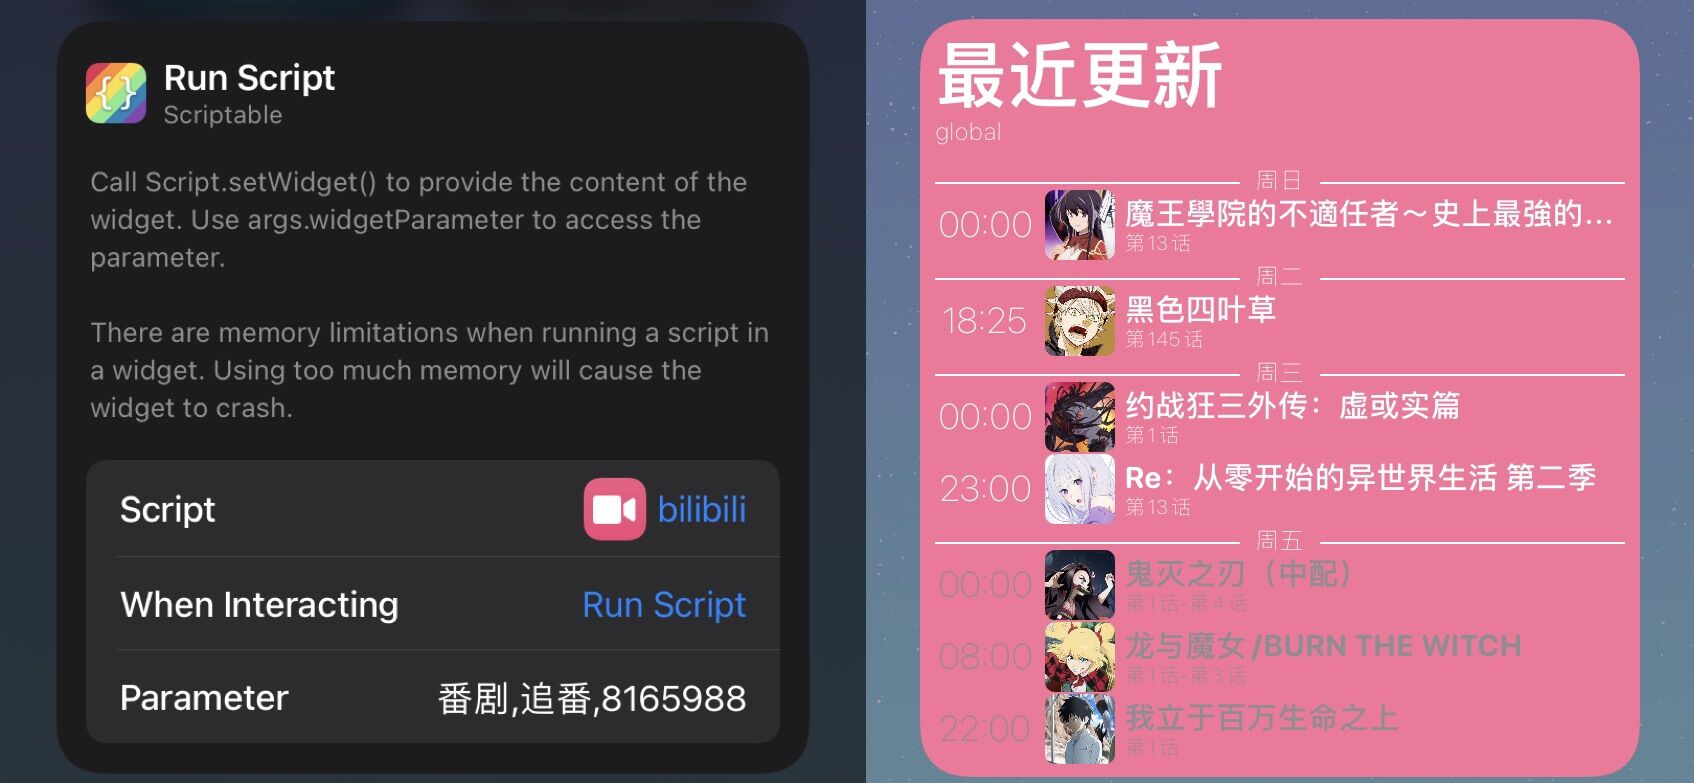 Run Script
Scriptable
Call Script.setWidget() to provide the content of the
widget. Use args.widgetParameter to access the
parameter.
There are memory limitations when running a script in
a widget. Using too much memory will cause the
widget to crash.
Script bilibili
When Interacting Run Script
Parameter 番剧,追番,8165988
最近更新
global
周日
00:00 魔王學院的不適任者～史上最強的...
第13话
周二
18:25 黑色四叶草
第145话
周三
00:00 约战狂三外传：虚或实篇
第1话
23:00 Re：从零开始的异世界生活 第二季
第13话
周五
00:00 鬼灭之刃（中配）
第1话-第4话
08:00 龙与魔女/BURN THE WITCH
第1话-第3话
22:00 我立于百万生命之上
第1话